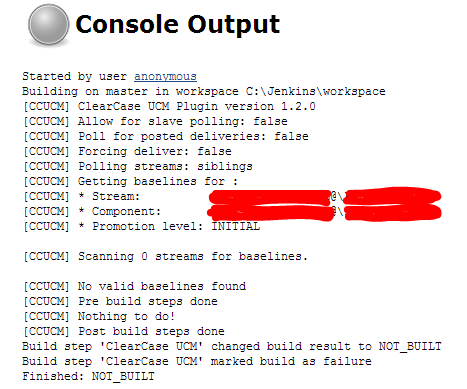 Console Output
Started by user anonymous
Building on master in workspace C:\Jenkins\workspace
[CCUCM] ClearCase UCM Plugin version 1.2.0
[CCUCM] Allow for slave polling: false
[CCUCM] Poll for posted deliveries: false
[CCUCM] Forcing deliver: false
[CCUCM] Polling streams: siblings
[CCUCM] Getting baselines for :
[CCUCM] * Stream: @\
[CCUCM] * Component: @\
[CCUCM] * Promotion level: INITIAL
[CCUCM] Scanning 0 streams for baselines.
[CCUCM] No valid baselines found
[CCUCM] Pre build steps done
[CCUCM] Nothing to do!
[CCUCM] Post build steps done
Build step 'ClearCase UCM' changed build result to NOT_BUILT
Build step 'ClearCase UCM' marked build as failure
Finished: NOT_BUILT